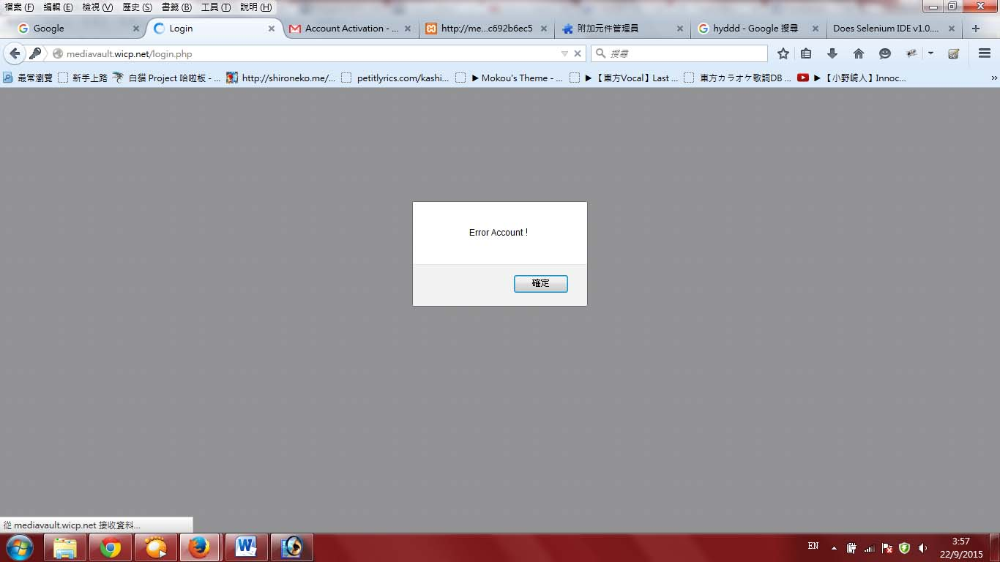 檔案 (F) 編輯 (E) 檢視 (V) 歷史 (S) 書籤 (B) 工具 (T) 說明 (H)
Google Login Account Activation - ... http://me...c692b6ec5 附加元件管理員 hyddd - Google 搜尋 Does Selenium IDE v1.0....
mediavault.wicp.net/login.php 搜尋
最常瀏覽 新手上路 白貓 Project 哈啦板 - ... http://shironeko.me/... petitlyrics.com/kashi... ▶ Mokou's Theme - ... ▶【東方Vocal】Last ... 東方カラオケ歌詞DB ... ▶【小野崎人】Innoc... »
Error Account !
確定
從 mediavault.wicp.net 接收資料...
EN 3:57
22/9/2015